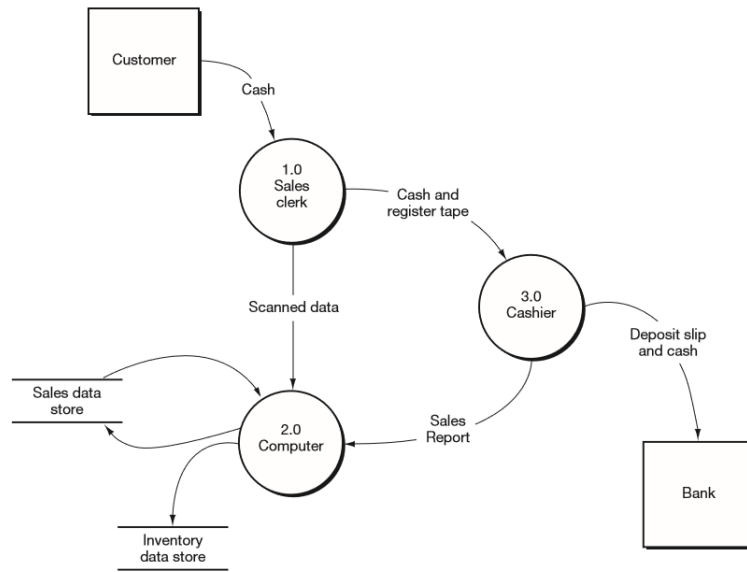 Customer
Cash
1.0
Sales
clerk
Cash and
register tape
3.0
Cashier
Scanned data
Deposit slip
and cash
Sales data
store
2.0
Computer
Sales
Report
Bank
Inventory
data store